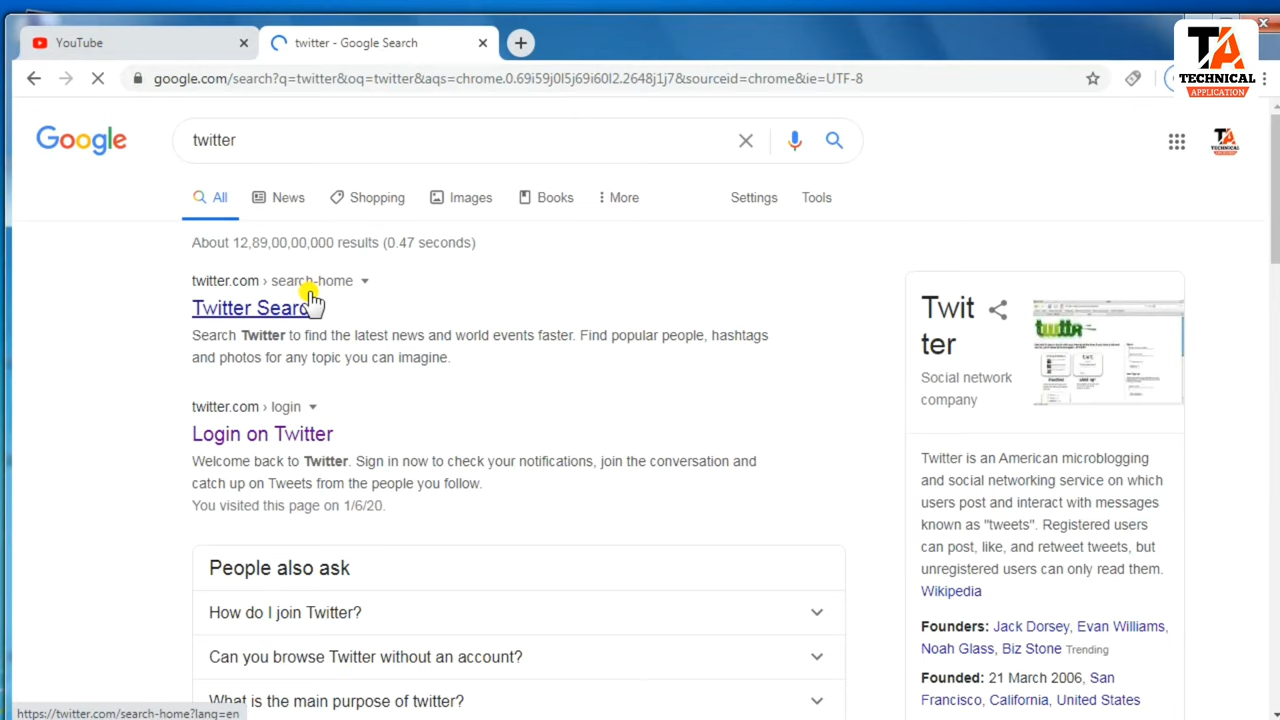 YouTube
twitter - Google Search
google.com/search?q=twitter&oq=twitter&aqs=chrome.0.69i59j0l5j69i60l2.2648j1j7&sourceid=chrome&ie=UTF-8
TA
TECHNICAL
APPLICATION
Google
twitter
TECHNICAL
All
News
Shopping
Images
Books
More
Settings
Tools
About 12,89,00,00,000 results (0.47 seconds)
twitter.com › search-home
Twitter Search
Search Twitter to find the latest news and world events faster. Find popular people, hashtags
and photos for any topic you can imagine.
twitter.com › login
Login on Twitter
Welcome back to Twitter. Sign in now to check your notifications, join the conversation and
catch up on Tweets from the people you follow.
You visited this page on 1/6/20.
People also ask
How do I join Twitter?
Can you browse Twitter without an account?
What is the main purpose of twitter?
Twit
ter
Social network
company
twttr
Twitter is an American microblogging
and social networking service on which
users post and interact with messages
known as "tweets". Registered users
can post, like, and retweet tweets, but
unregistered users can only read them.
Wikipedia
Founders: Jack Dorsey, Evan Williams,
Noah Glass, Biz Stone Trending
Founded: 21 March 2006, San
Francisco, California, United States
https://twitter.com/search-home?lang=en